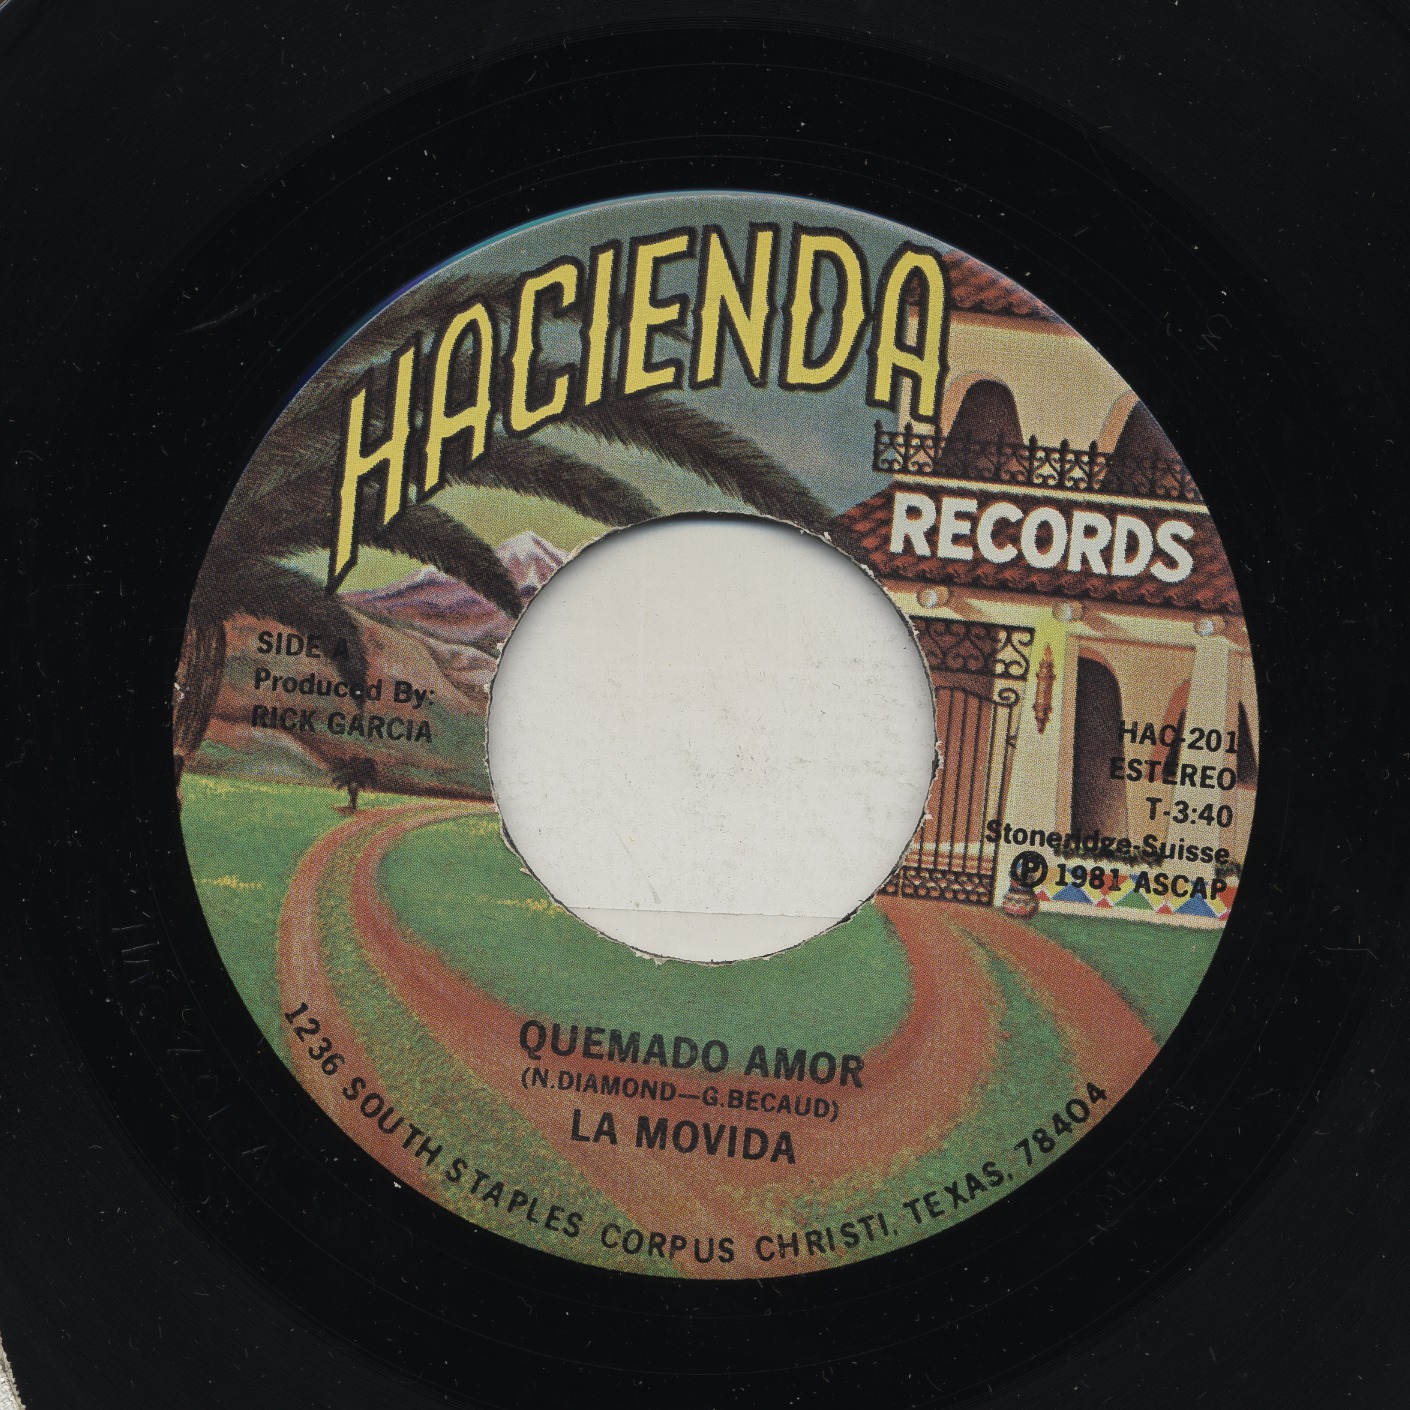 HACIENDA
RECORDS
SIDE A
Produced By:
RICK GARCIA
HAC-201
ESTEREO
T-3:40
Stoneridge-Suisse
Ⓟ 1981 ASCAP
QUEMADO AMOR
(N.DIAMOND—G.BECAUD)
LA MOVIDA
1236 SOUTH STAPLES CORPUS CHRISTI, TEXAS, 78404